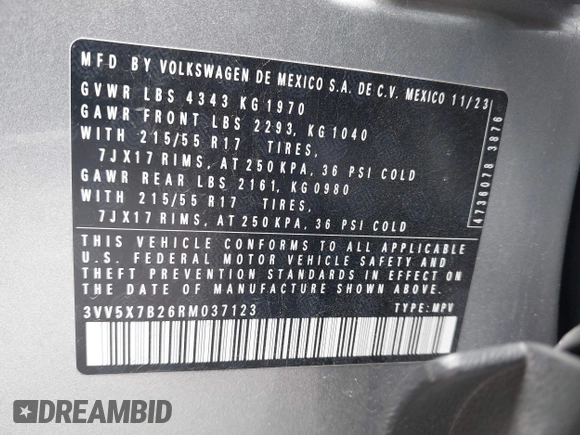 MFD BY VOLKSWAGEN DE MEXICO S.A. DE C.V. MEXICO 11/23
GVWR LBS 4343 KG 1970
GAWR FRONT LBS 2293, KG 1040
WITH 215/55 R17 TIRES,
7JX17 RIMS, AT 250 KPA, 36 PSI COLD
GAWR REAR LBS 2161, KG 0980
WITH 215/55 R17 TIRES,
7JX17 RIMS, AT 250 KPA, 36 PSI COLD
THIS VEHICLE CONFORMS TO ALL APPLICABLE
U.S. FEDERAL MOTOR VEHICLE SAFETY AND
THEFT PREVENTION STANDARDS IN EFFECT ON
THE DATE OF MANUFACTURE SHOWN ABOVE.
3VV5X7B26RM037123 TYPE: MPV
4736078 3876
DREAMBID